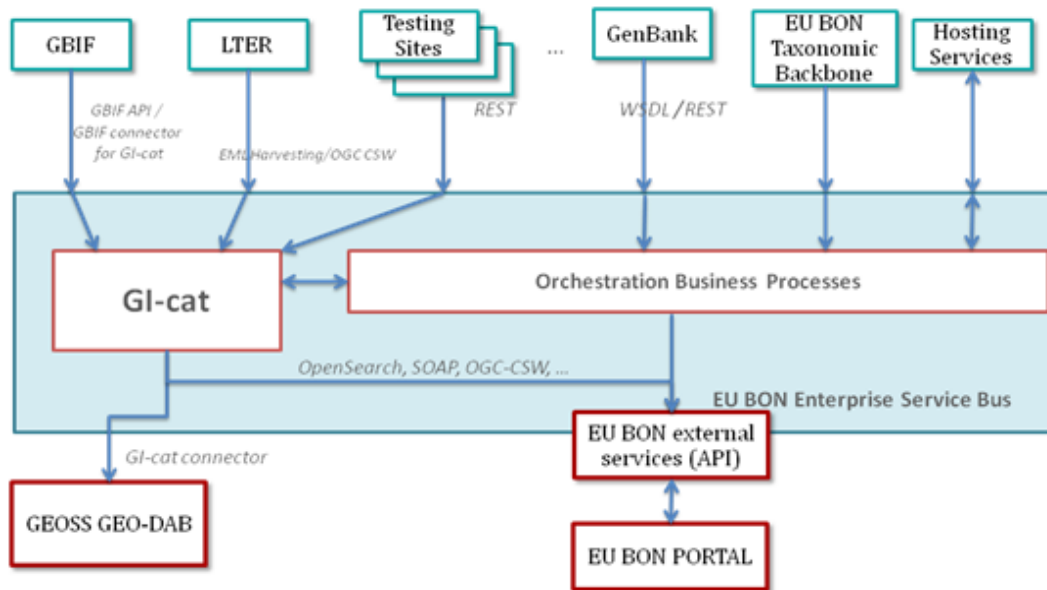 GBIF
LTER
Testing
Sites
...
GenBank
EU BON
Taxonomic
Backbone
Hosting
Services
GBIF API /
GBIF connector
for GI-cat
EML Harvesting/OGC CSW
REST
WSDL/REST
GI-cat
Orchestration Business Processes
OpenSearch, SOAP, OGC-CSW, ...
EU BON Enterprise Service Bus
GI-cat connector
EU BON external
services (API)
GEOSS GEO-DAB
EU BON PORTAL